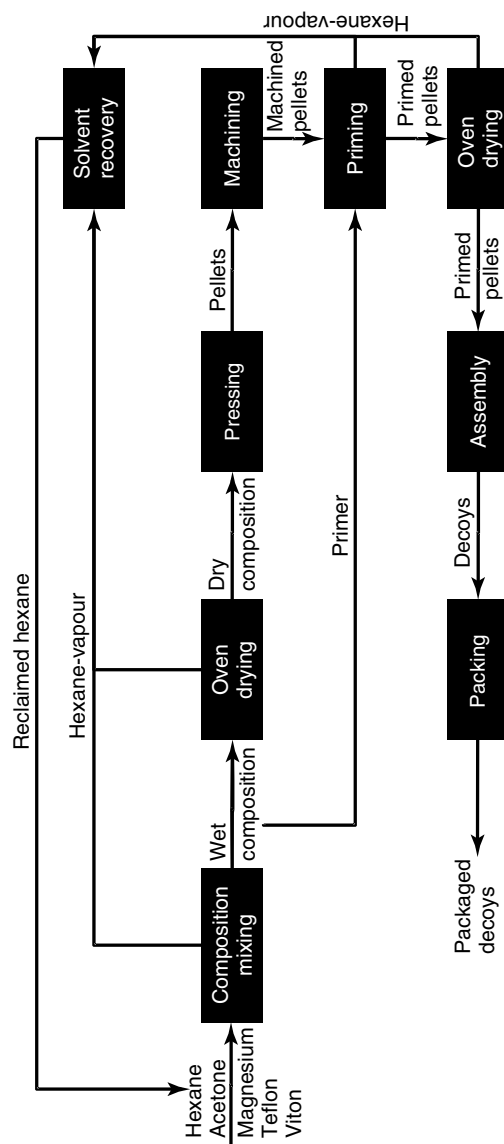 Reclaimed hexane
Hexane-vapour
Hexane
Acetone
Magnesium
Teflon
Viton
Composition
mixing
Wet
composition
Oven
drying
Dry
composition
Pressing
Pellets
Machining
Solvent
recovery
Hexane-vapour
Machined
pellets
Primer
Priming
Primed
pellets
Oven
drying
Primed
pellets
Assembly
Decoys
Packing
Packaged
decoys